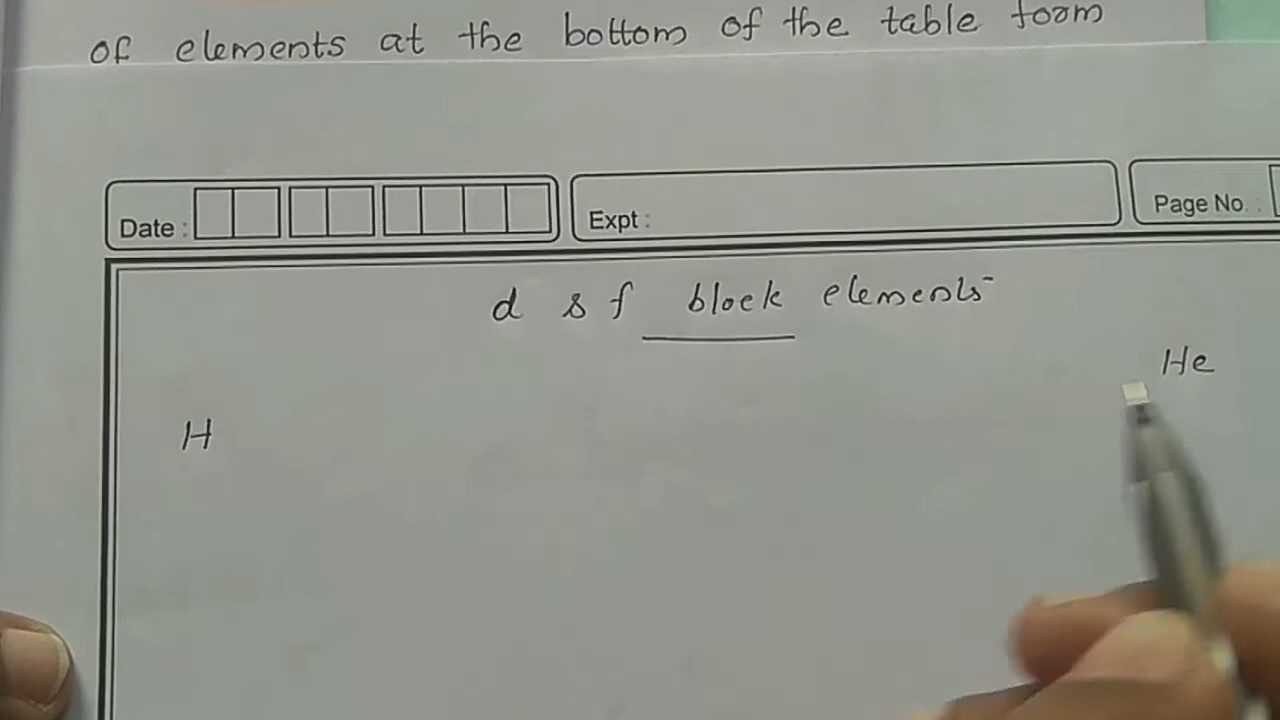 of elements at the bottom of the table form
Date : Expt : Page No. :
d & f block elements
He
H